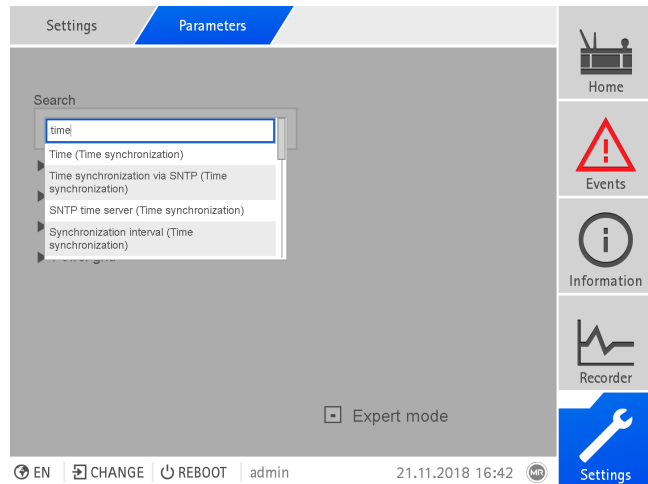 Settings
Parameters
Search
time
Time (Time synchronization)
Time synchronization via SNTP (Time
synchronization)
SNTP time server (Time synchronization)
Synchronization interval (Time
synchronization)
Expert mode
Home
Events
Information
Recorder
Settings
EN
CHANGE
REBOOT
admin
21.11.2018 16:42
MR